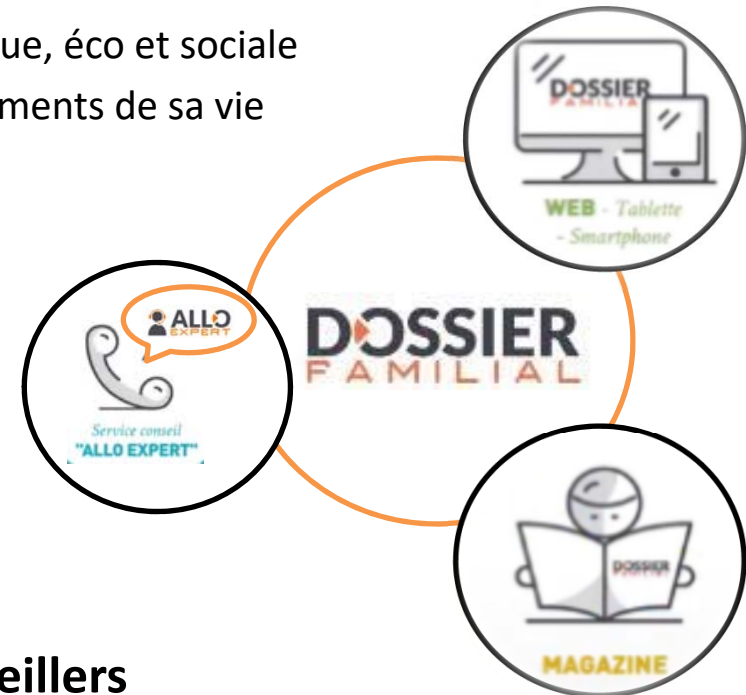 ue, éco et sociale
ments de sa vie
DOSSIER
FAMILIAL
WEB - Tablette
- Smartphone
ALLO
EXPERT
DOSSIER
FAMILIAL
Service conseil
"ALLO EXPERT"
DOSSIER
FAMILIAL
MAGAZINE
eillers